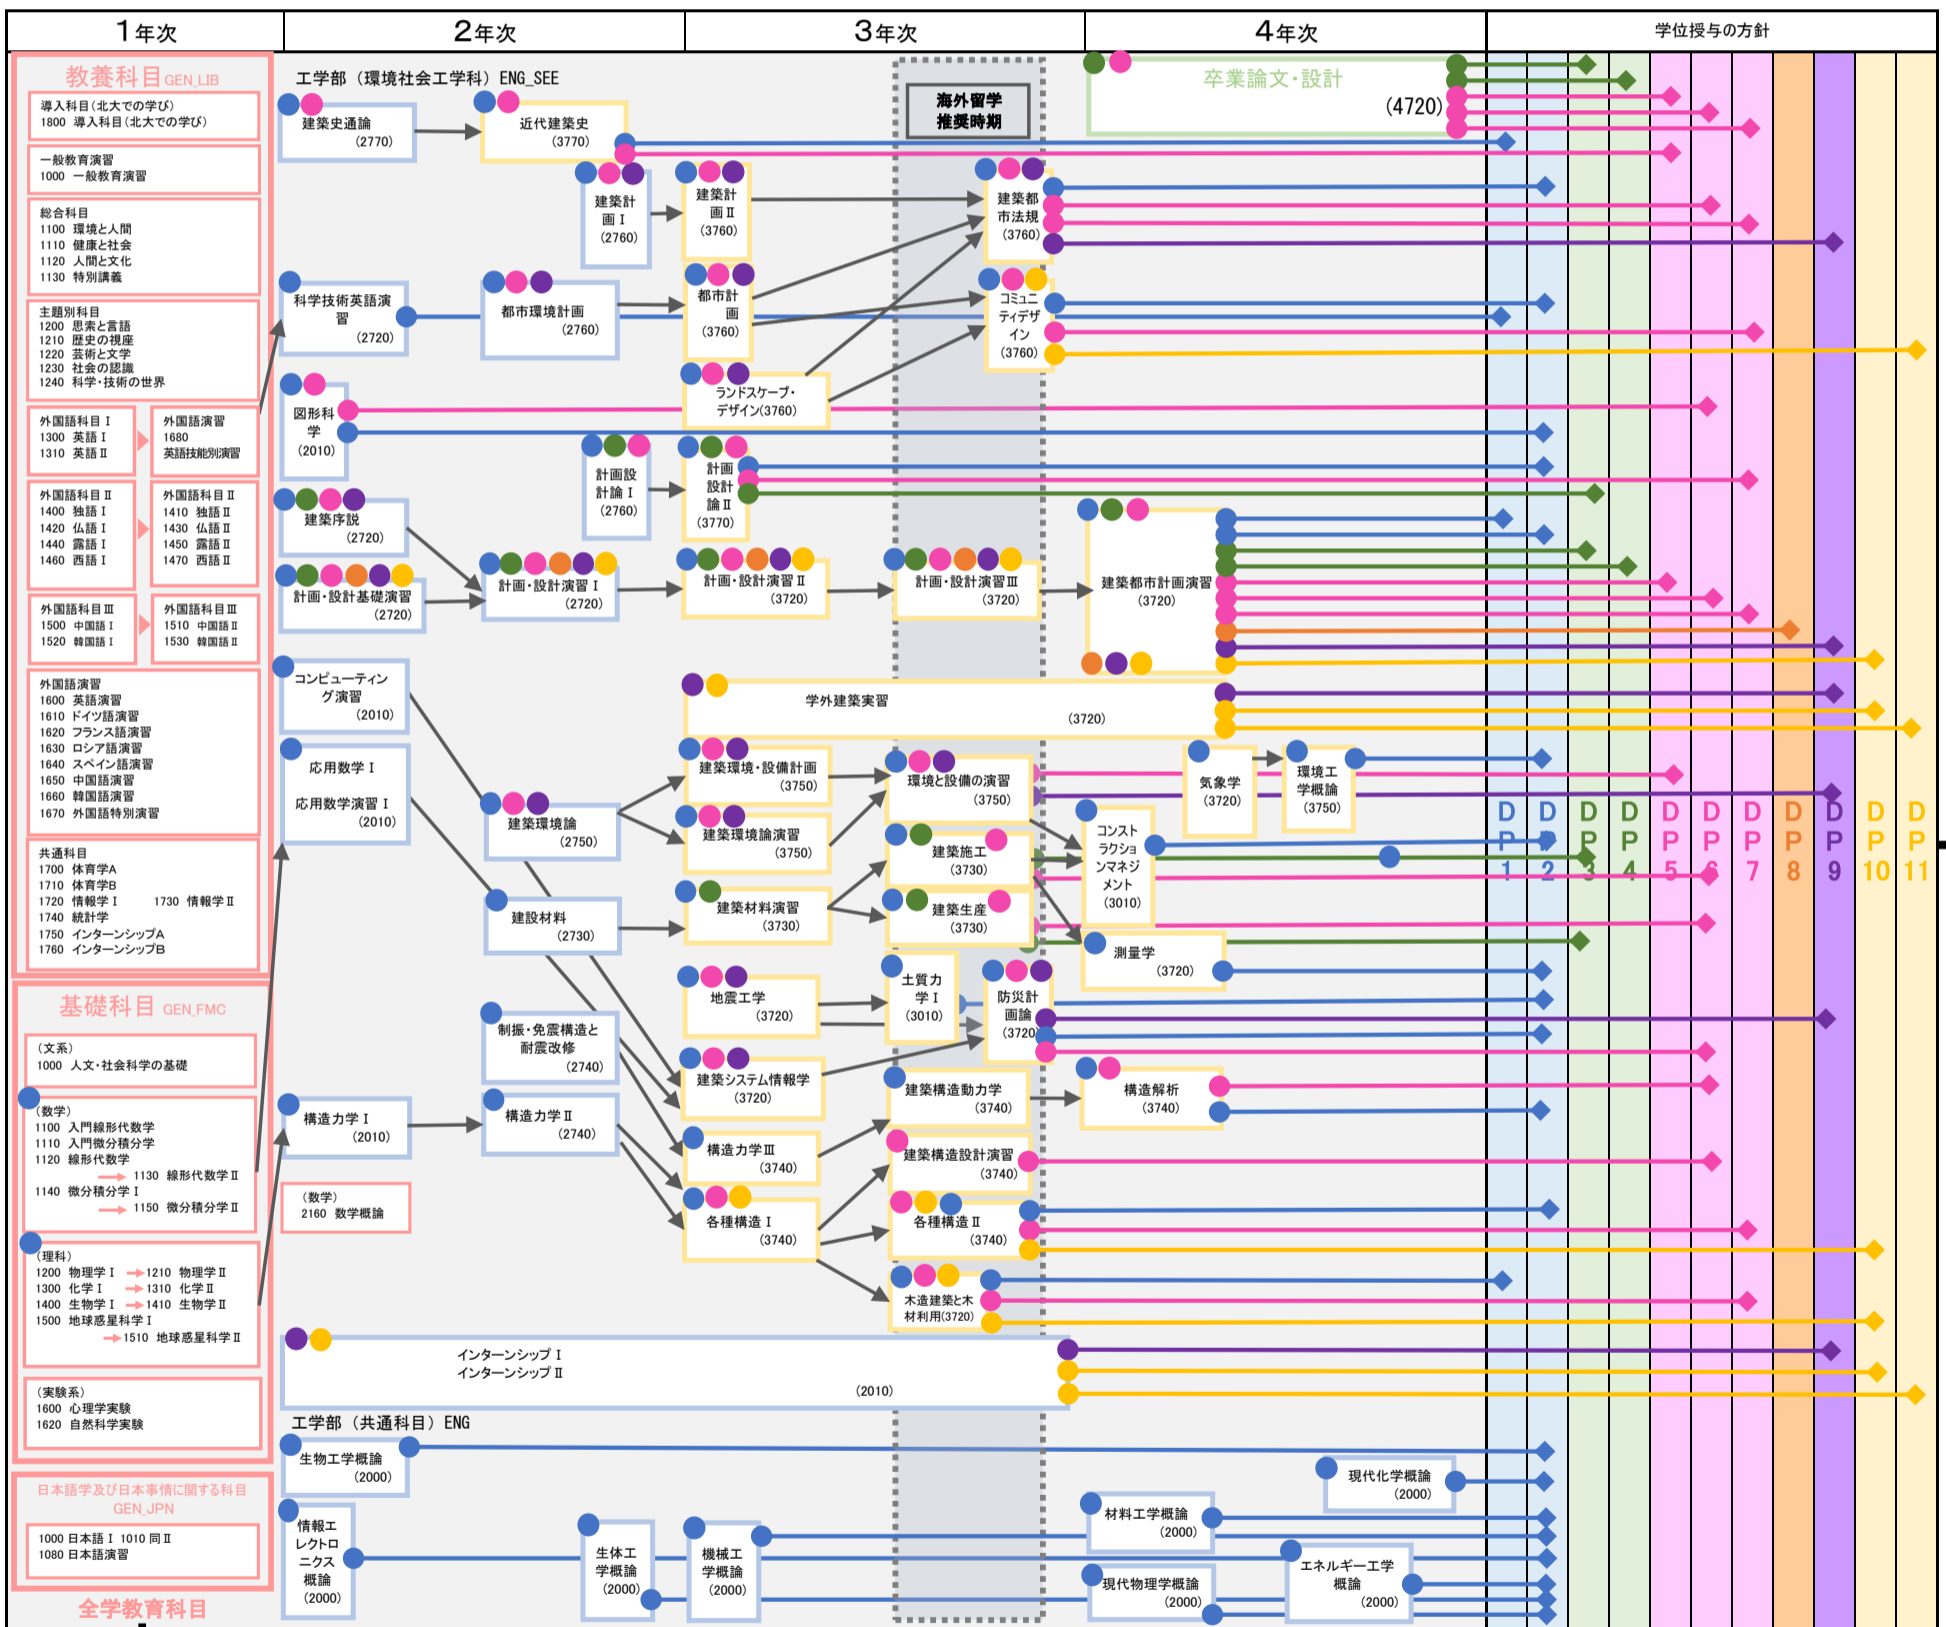 1年次
2年次
3年次
4年次
学位授与の方針
教養科目 GEN_LIB
導入科目(北大での学び)
1800 導入科目(北大での学び)
一般教育演習
1000 一般教育演習
総合科目
1100 環境と人間
1110 健康と社会
1120 人間と文化
1130 特別講義
主題別科目
1200 思索と言語
1210 歴史の視座
1220 芸術と文学
1230 社会の認識
1240 科学・技術の世界
外国語科目Ⅰ
1300 英語Ⅰ
1310 英語Ⅱ
外国語演習
1680
英語技能別演習
外国語科目Ⅱ
1400 独語Ⅰ
1420 仏語Ⅰ
1440 露語Ⅰ
1460 西語Ⅰ
外国語科目Ⅱ
1410 独語Ⅱ
1430 仏語Ⅱ
1450 露語Ⅱ
1470 西語Ⅱ
外国語科目Ⅲ
1500 中国語Ⅰ
1520 韓国語Ⅰ
外国語科目Ⅲ
1510 中国語Ⅱ
1530 韓国語Ⅱ
外国語演習
1600 英語演習
1610 ドイツ語演習
1620 フランス語演習
1630 ロシア語演習
1640 スペイン語演習
1650 中国語演習
1660 韓国語演習
1670 外国語特別演習
共通科目
1700 体育学A
1710 体育学B
1720 情報学Ⅰ 1730 情報学Ⅱ
1740 統計学
1750 インターンシップA
1760 インターンシップB
基礎科目 GEN_FMC
(文系)
1000 人文・社会科学の基礎
(数学)
1100 入門線形代数学
1110 入門微分積分学
1120 線形代数学
1130 線形代数学Ⅱ
1140 微分積分学Ⅰ
1150 微分積分学Ⅱ
(理科)
1200 物理学Ⅰ 1210 物理学Ⅱ
1300 化学Ⅰ 1310 化学Ⅱ
1400 生物学Ⅰ 1410 生物学Ⅱ
1500 地球惑星科学Ⅰ
1510 地球惑星科学Ⅱ
(実験系)
1600 心理学実験
1620 自然科学実験
日本語学及び日本事情に関する科目
GEN_JPN
1000 日本語Ⅰ 1010 同Ⅱ
1080 日本語演習
全学教育科目
工学部(環境社会工学科)ENG_SEE
海外留学
推奨時期
建築史通論
(2770)
近代建築史
(3770)
卒業論文・設計
(4720)
建築計
画Ⅰ
(2760)
建築計
画Ⅱ
(3760)
建築都
市法規
(3760)
科学技術英語演
習
(2720)
都市環境計画
(2760)
都市計
画
(3760)
コミュニ
ティデザ
イン
(3760)
ランドスケープ・
デザイン(3760)
図形科
学
(2010)
計画設
計論Ⅰ
(2760)
計画
設計
論Ⅱ
(3770)
建築序説
(2720)
計画・設計基礎演習
(2720)
計画・設計演習Ⅰ
(2720)
計画・設計演習Ⅱ
(3720)
計画・設計演習Ⅲ
(3720)
建築都市計画演習
(3720)
コンピューティン
グ演習
(2010)
学外建築実習
(3720)
応用数学Ⅰ
応用数学演習Ⅰ
(2010)
建築環境論
(2750)
建築環境・設備計画
(3750)
環境と設備の演習
(3750)
気象学
(3720)
環境工
学概論
(3750)
建築環境論演習
(3750)
建築施工
(3730)
コンスト
ラクショ
ンマネジ
メント
(3010)
建設材料
(2730)
建築材料演習
(3730)
建築生産
(3730)
測量学
(3720)
地震工学
(3720)
土質力
学Ⅰ
(3010)
防災計
画論
(3720)
制振・免震構造と
耐震改修
(2740)
建築システム情報学
(3720)
建築構造動力学
(3740)
構造解析
(3740)
構造力学Ⅰ
(2010)
構造力学Ⅱ
(2740)
構造力学Ⅲ
(3740)
建築構造設計演習
(3740)
(数学)
2160 数学概論
各種構造Ⅰ
(3740)
各種構造Ⅱ
(3740)
木造建築と木
材利用(3720)
インターンシップⅠ
インターンシップⅡ
(2010)
工学部(共通科目)ENG
生物工学概論
(2000)
情報エ
レクトロ
ニクス
概論
(2000)
生体工
学概論
(2000)
機械工
学概論
(2000)
材料工学概論
(2000)
現代化学概論
(2000)
現代物理学概論
(2000)
エネルギー工学
概論
(2000)
DP1
DP2
DP3
DP4
DP5
DP6
DP7
DP8
DP9
DP10
DP11